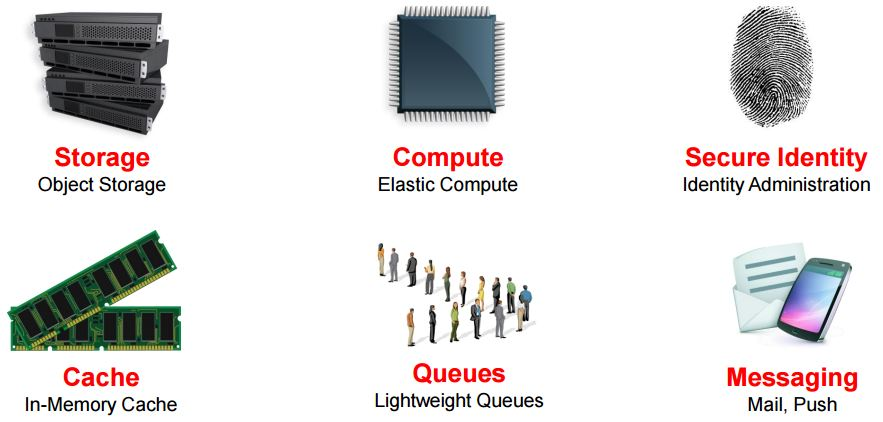 Storage
Object Storage
Compute
Elastic Compute
Secure Identity
Identity Administration
Cache
In-Memory Cache
Queues
Lightweight Queues
Messaging
Mail, Push